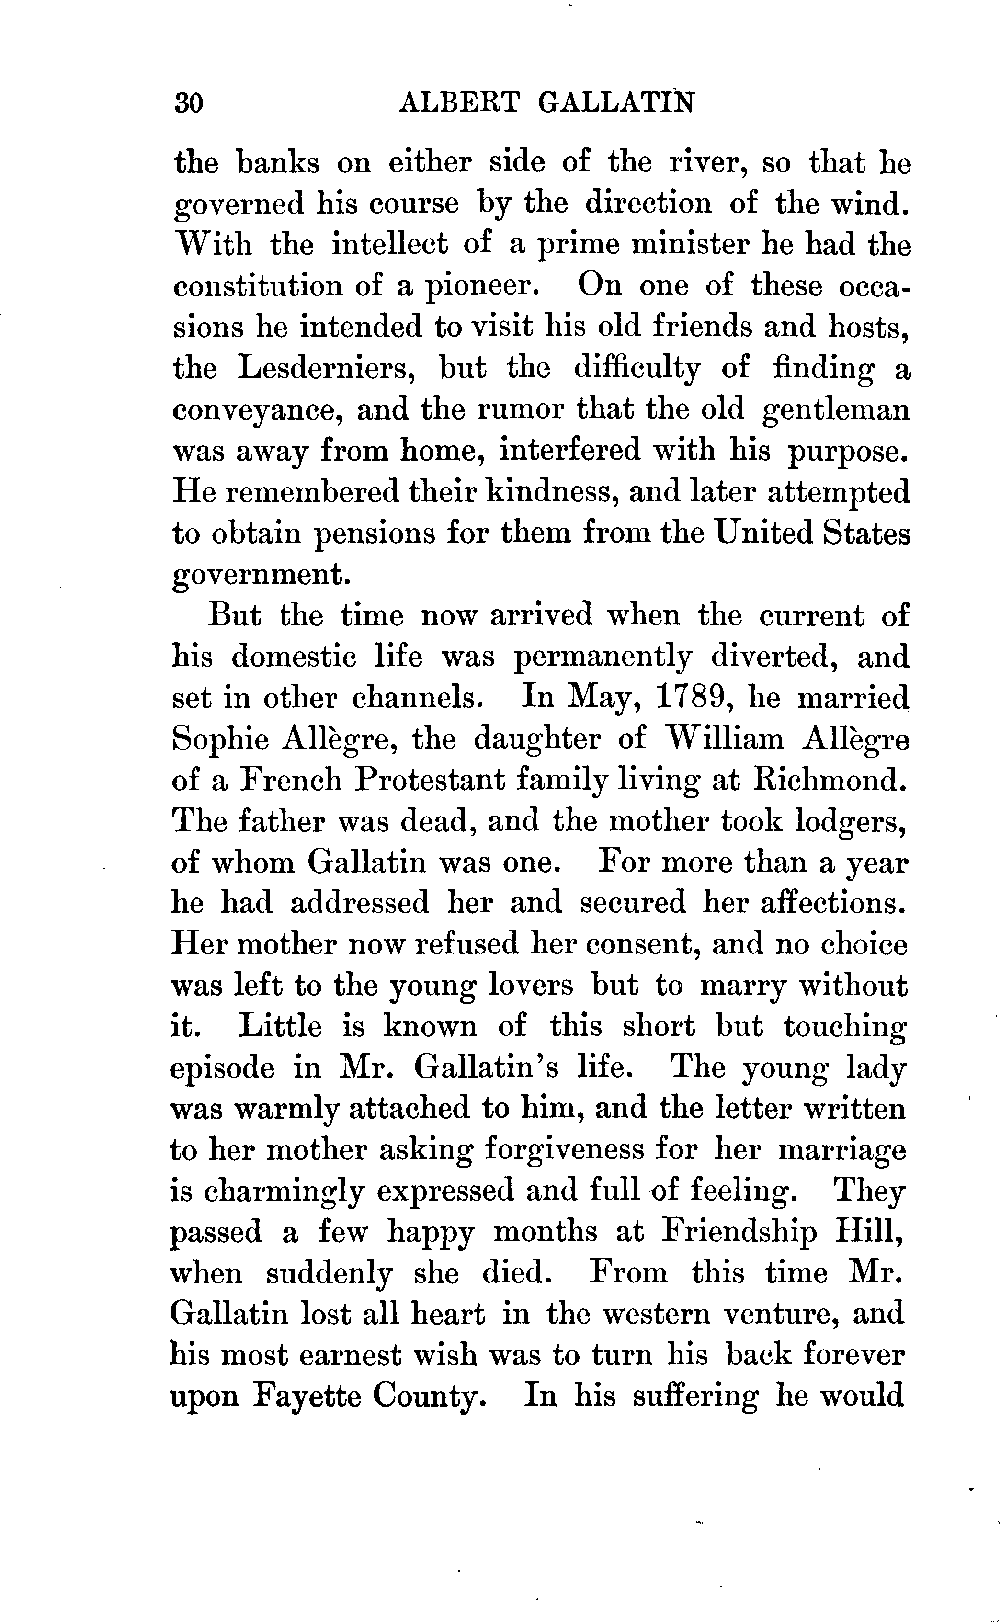 30 ALBERT GALLATIN
the banks on either side of the river, so that he
governed his course by the direction of the wind.
With the intellect of a prime minister he had the
constitution of a pioneer. On one of these occa-
sions he intended to visit his old friends and hosts,
the Lesderniers, but the difficulty of finding a
conveyance, and the rumor that the old gentleman
was away from home, interfered with his purpose.
He remembered their kindness, and later attempted
to obtain pensions for them from the United States
government.
But the time now arrived when the current of
his domestic life was permanently diverted, and
set in other channels. In May, 1789, he married
Sophie Allègre, the daughter of William Allègre
of a French Protestant family living at Richmond.
The father was dead, and the mother took lodgers,
of whom Gallatin was one. For more than a year
he had addressed her and secured her affections.
Her mother now refused her consent, and no choice
was left to the young lovers but to marry without
it. Little is known of this short but touching
episode in Mr. Gallatin's life. The young lady
was warmly attached to him, and the letter written
to her mother asking forgiveness for her marriage
is charmingly expressed and full of feeling. They
passed a few happy months at Friendship Hill,
when suddenly she died. From this time Mr.
Gallatin lost all heart in the western venture, and
his most earnest wish was to turn his back forever
upon Fayette County. In his suffering he would